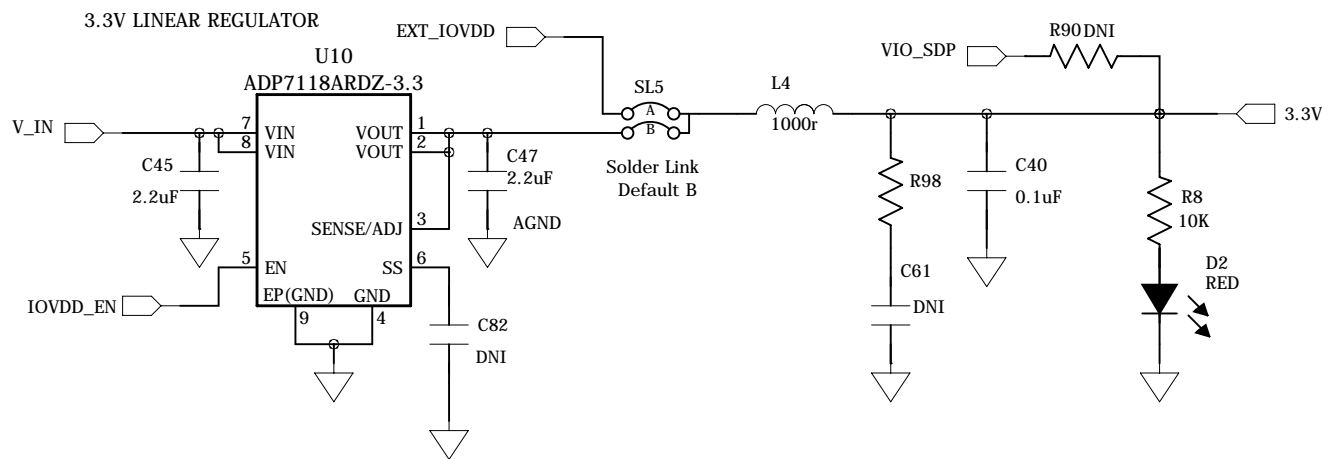 3.3V LINEAR REGULATOR
U10
ADP7118ARDZ-3.3
V_IN
7
8
VIN
VIN
VOUT
VOUT
1
2
C45
2.2uF
C47
2.2uF
SENSE/ADJ
3
AGND
5
EN
SS
6
IOVDD_EN
EP(GND)
GND
9
4
C82
DNI
EXT_IOVDD
SL5
A
B
Solder Link
Default B
L4
1000r
VIO_SDP
R90 DNI
3.3V
R98
C61
DNI
C40
0.1uF
R8
10K
D2
RED